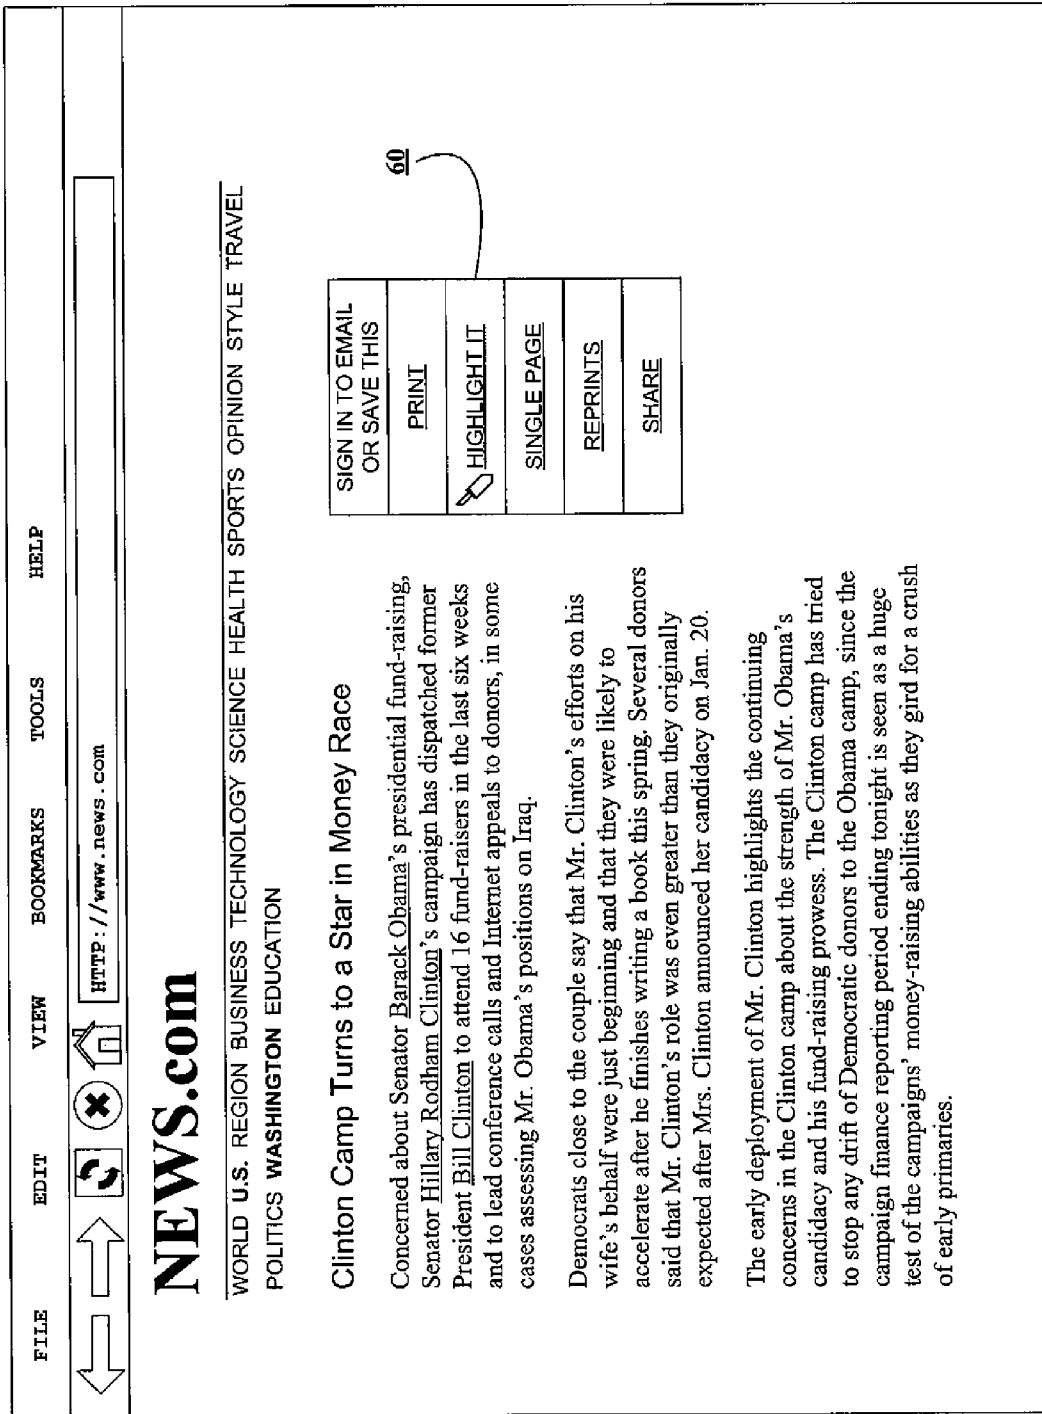 FILE EDIT VIEW BOOKMARKS TOOLS HELP
HTTP://www.news.com
NEWS.com
WORLD U.S. REGION BUSINESS TECHNOLOGY SCIENCE HEALTH SPORTS OPINION STYLE TRAVEL
POLITICS WASHINGTON EDUCATION
Clinton Camp Turns to a Star in Money Race
Concerned about Senator Barack Obama's presidential fund-raising,
Senator Hillary Rodham Clinton's campaign has dispatched former
President Bill Clinton to attend 16 fund-raisers in the last six weeks
and to lead conference calls and Internet appeals to donors, in some
cases assessing Mr. Obama's positions on Iraq.
Democrats close to the couple say that Mr. Clinton's efforts on his
wife's behalf were just beginning and that they were likely to
accelerate after he finishes writing a book this spring. Several donors
said that Mr. Clinton's role was even greater than they originally
expected after Mrs. Clinton announced her candidacy on Jan. 20.
The early deployment of Mr. Clinton highlights the continuing
concerns in the Clinton camp about the strength of Mr. Obama's
candidacy and his fund-raising prowess. The Clinton camp has tried
to stop any drift of Democratic donors to the Obama camp, since the
campaign finance reporting period ending tonight is seen as a huge
test of the campaigns' money-raising abilities as they gird for a crush
of early primaries.
SIGN IN TO EMAIL
OR SAVE THIS
PRINT
HIGHLIGHT IT
SINGLE PAGE
REPRINTS
SHARE
60